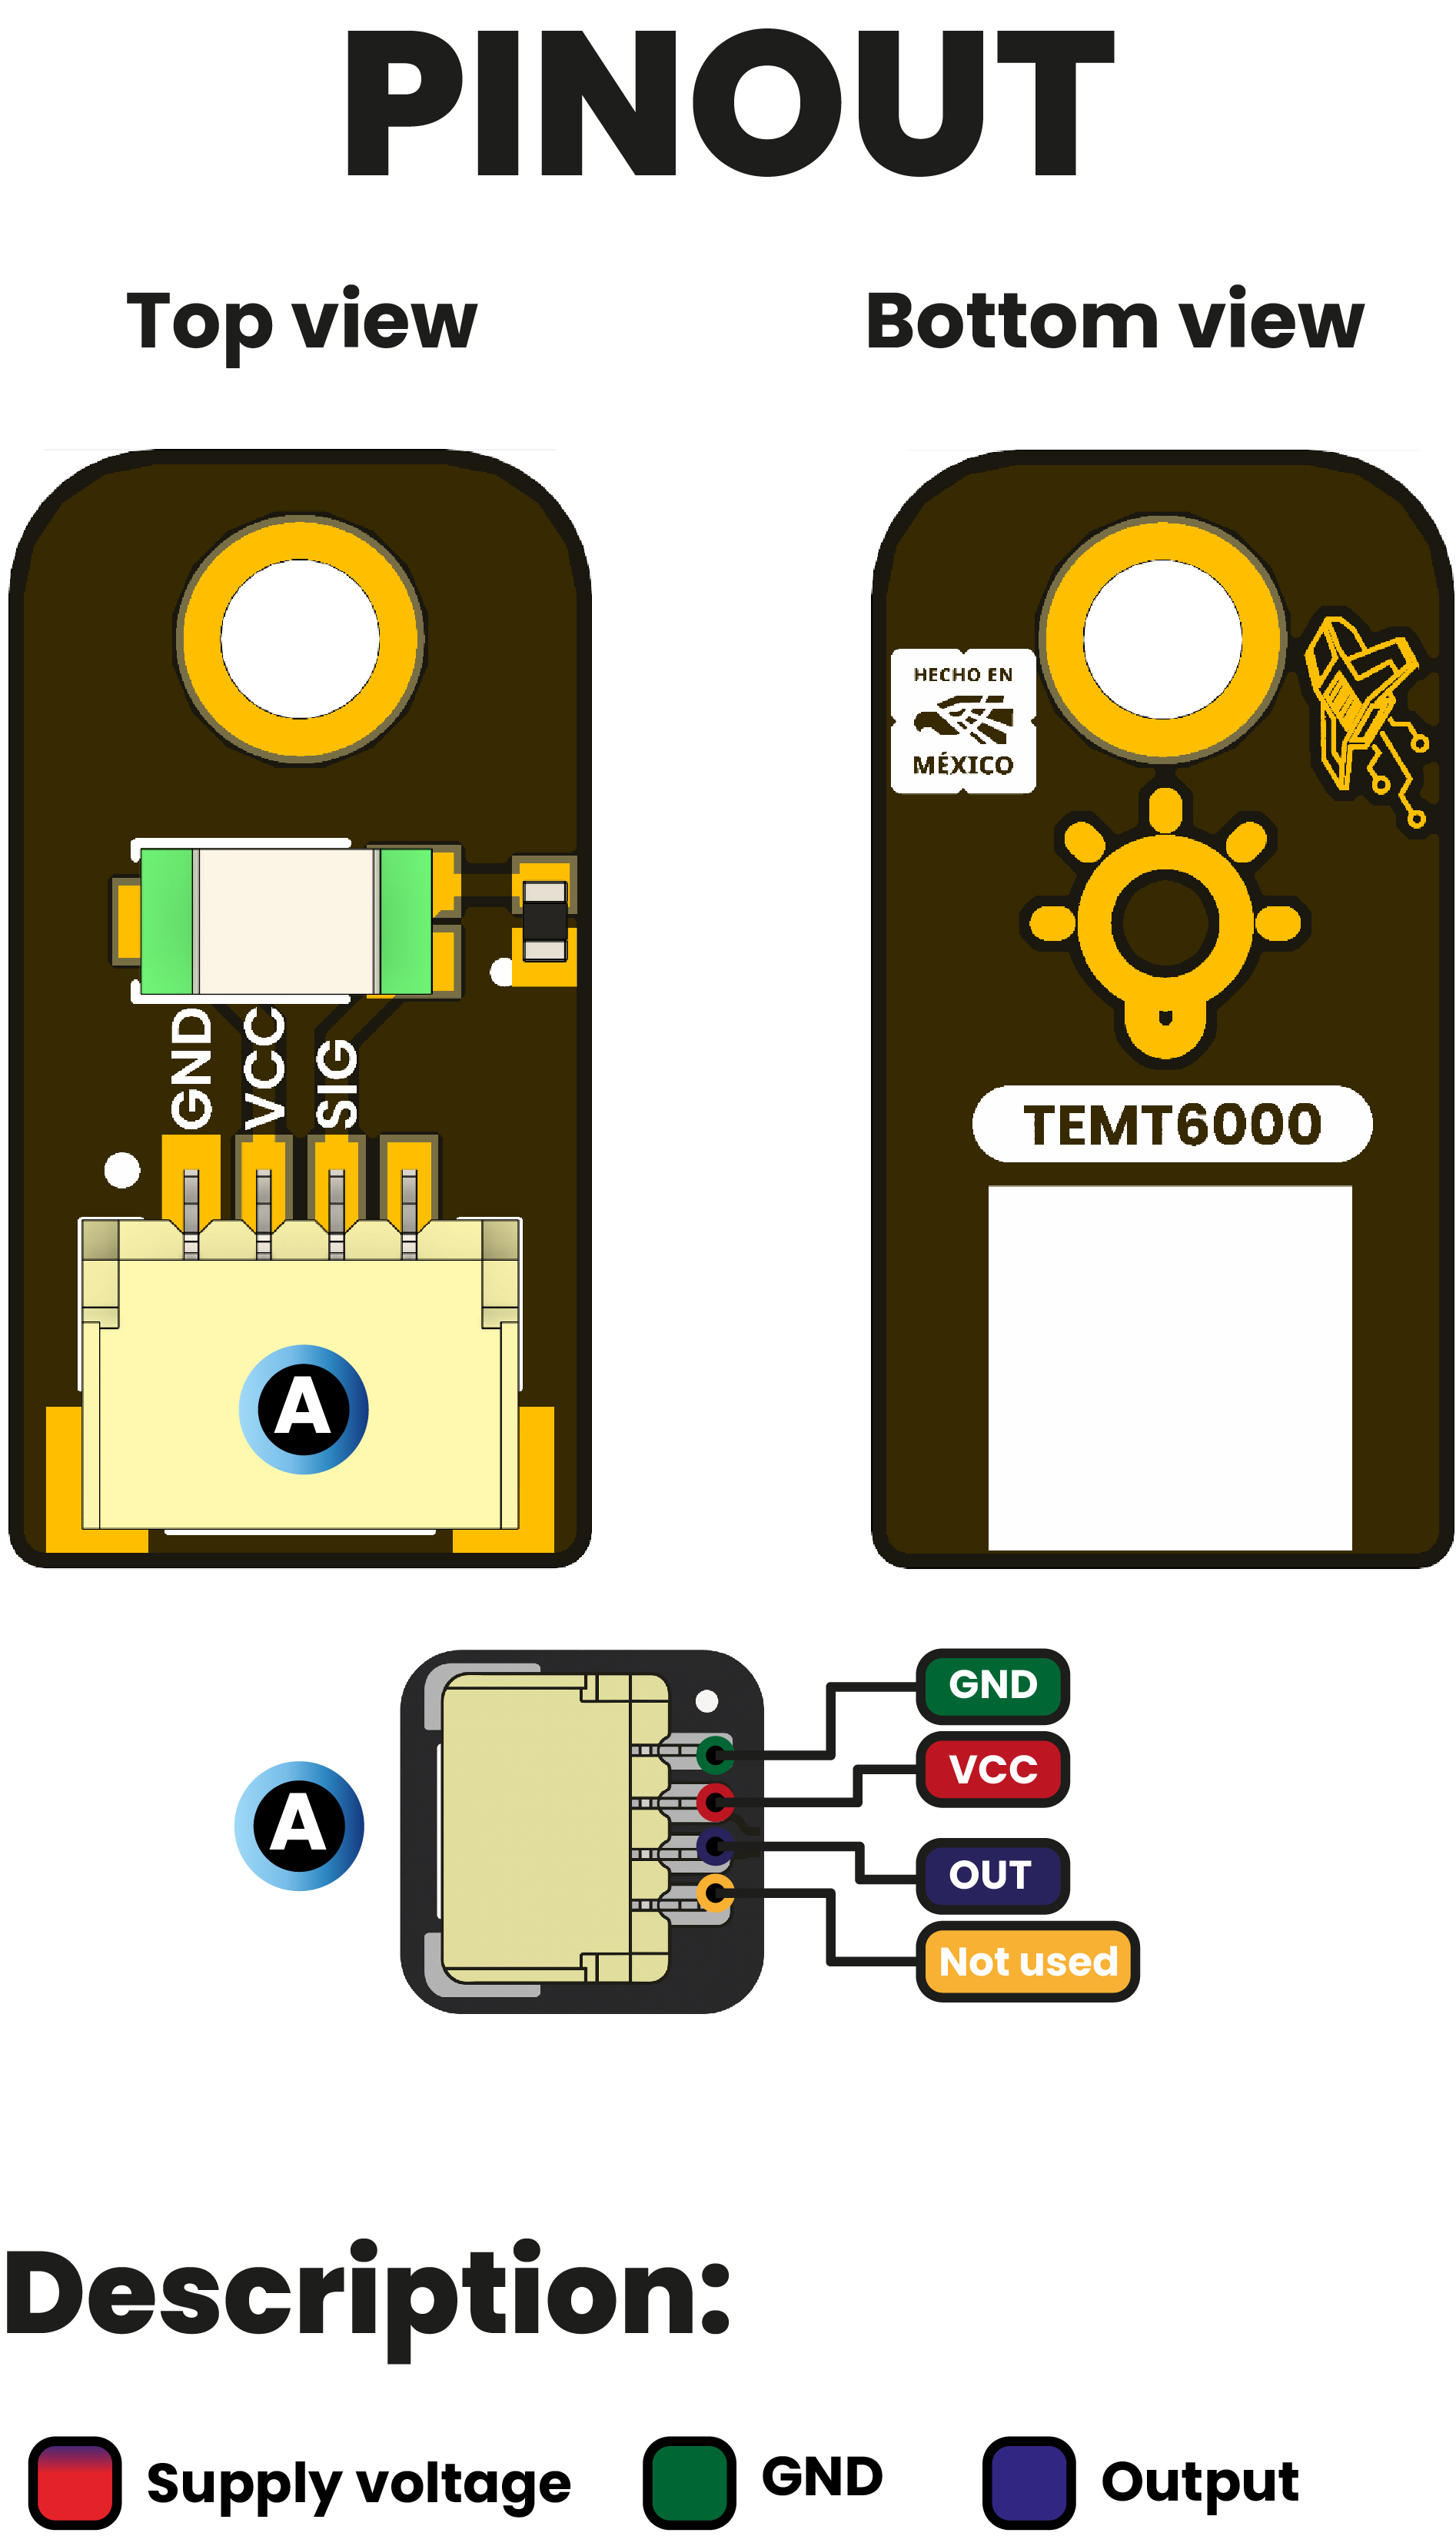 PINOUT
Top view
Bottom view
HECHO EN
MÉXICO
GND
VCC
SIG
TEMT6000
A
A
GND
VCC
OUT
Not used
Description:
Supply voltage
GND
Output